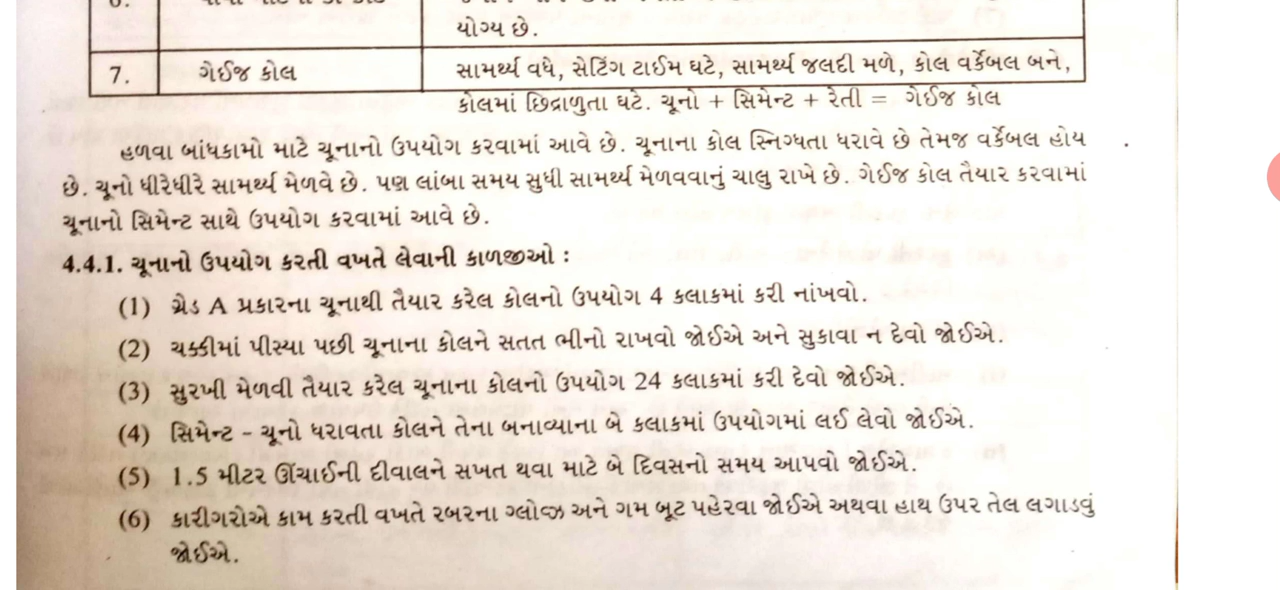 યોગ્ય છે.
7. ગેઈજ કોલ સામર્થ્ય વધે, સેટિંગ ટાઈમ ઘટે, સામર્થ્ય જલદી મળે, કોલ વર્કેબલ બને,
કોલમાં છિદ્રાળુતા ઘટે. ચૂનો + સિમેન્ટ + રેતી = ગેઈજ કોલ
હળવા બાંધકામો માટે ચૂનાનો ઉપયોગ કરવામાં આવે છે. ચૂનાના કોલ સ્નિગ્ધતા ધરાવે છે તેમજ વર્કેબલ હોય
છે. ચૂનો ધીરેધીરે સામર્થ્ય મેળવે છે. પણ લાંબા સમય સુધી સામર્થ્ય મેળવવાનું ચાલુ રાખે છે. ગેઈજ કોલ તૈયાર કરવામાં
ચૂનાનો સિમેન્ટ સાથે ઉપયોગ કરવામાં આવે છે.
4.4.1. ચૂનાનો ઉપયોગ કરતી વખતે લેવાની કાળજીઓ :
(1) ગ્રેડ A પ્રકારના ચૂનાથી તૈયાર કરેલ કોલનો ઉપયોગ 4 કલાકમાં કરી નાંખવો.
(2) ચક્કીમાં પીસ્યા પછી ચૂનાના કોલને સતત ભીનો રાખવો જોઈએ અને સુકાવા ન દેવો જોઈએ.
(3) સુરખી મેળવી તૈયાર કરેલ ચૂનાના કોલનો ઉપયોગ 24 કલાકમાં કરી દેવો જોઈએ.
(4) સિમેન્ટ - ચૂનો ધરાવતા કોલને તેના બનાવ્યાના બે કલાકમાં ઉપયોગમાં લઈ લેવો જોઈએ.
(5) 1.5 મીટર ઊંચાઈની દીવાલને સખત થવા માટે બે દિવસનો સમય આપવો જોઈએ.
(6) કારીગરોએ કામ કરતી વખતે રબરના ગ્લોવ્ઝ અને ગમ બૂટ પહેરવા જોઈએ અથવા હાથ ઉપર તેલ લગાડવું
જોઈએ.